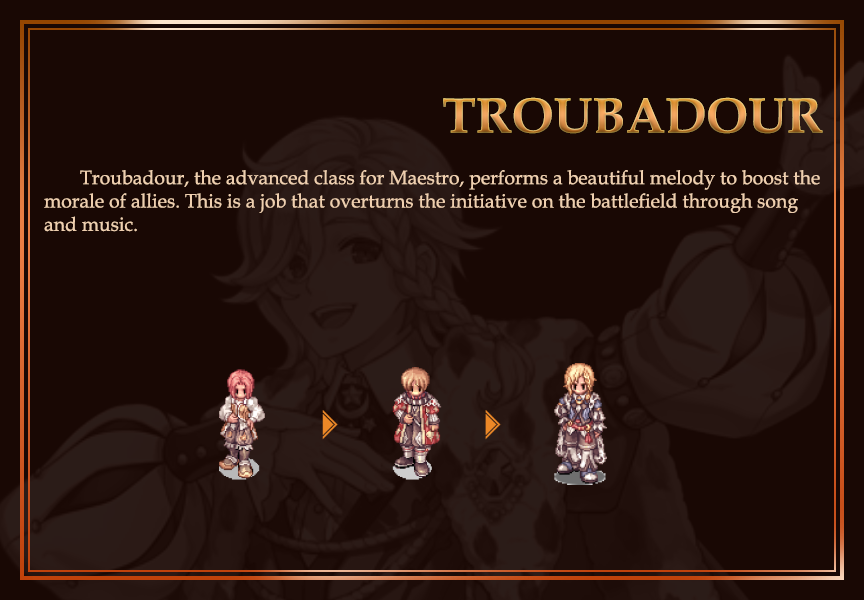 TROUBADOUR
Troubadour, the advanced class for Maestro, performs a beautiful melody to boost the
morale of allies. This is a job that overturns the initiative on the battlefield through song
and music.